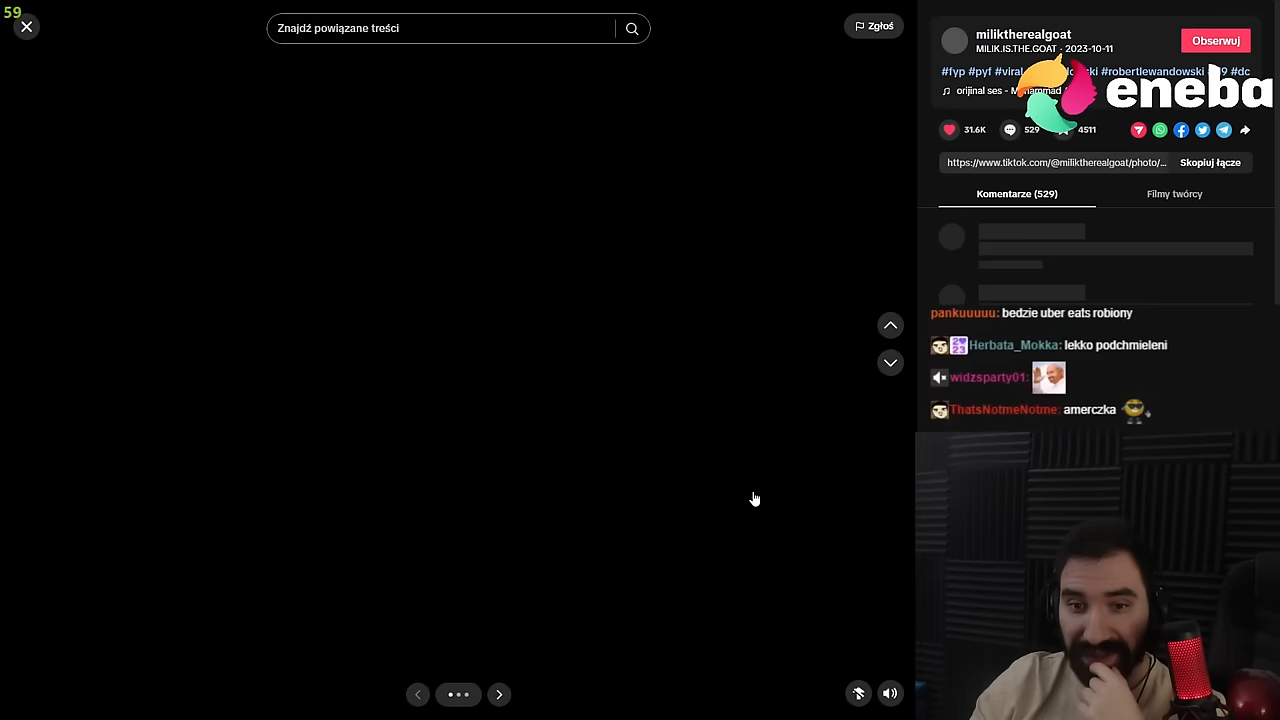 59
Znajdź powiązane treści
Zgłoś
miliktherealgoat
MILIK.IS.THE.GOAT · 2023-10-11
Obserwuj
#fyp #pyf #viral #robertlewandowski #dc
orijinal ses -
eneba
31.6K
529
4511
https://www.tiktok.com/@miliktherealgoat/photo/...
Skopiuj łącze
Komentarze (529)
Filmy twórcy
pankuuuuu: bedzie uber eats robiony
Herbata_Mokka: lekko podchmieleni
widzsparty01:
ThatsNotmeNotme: amerczka